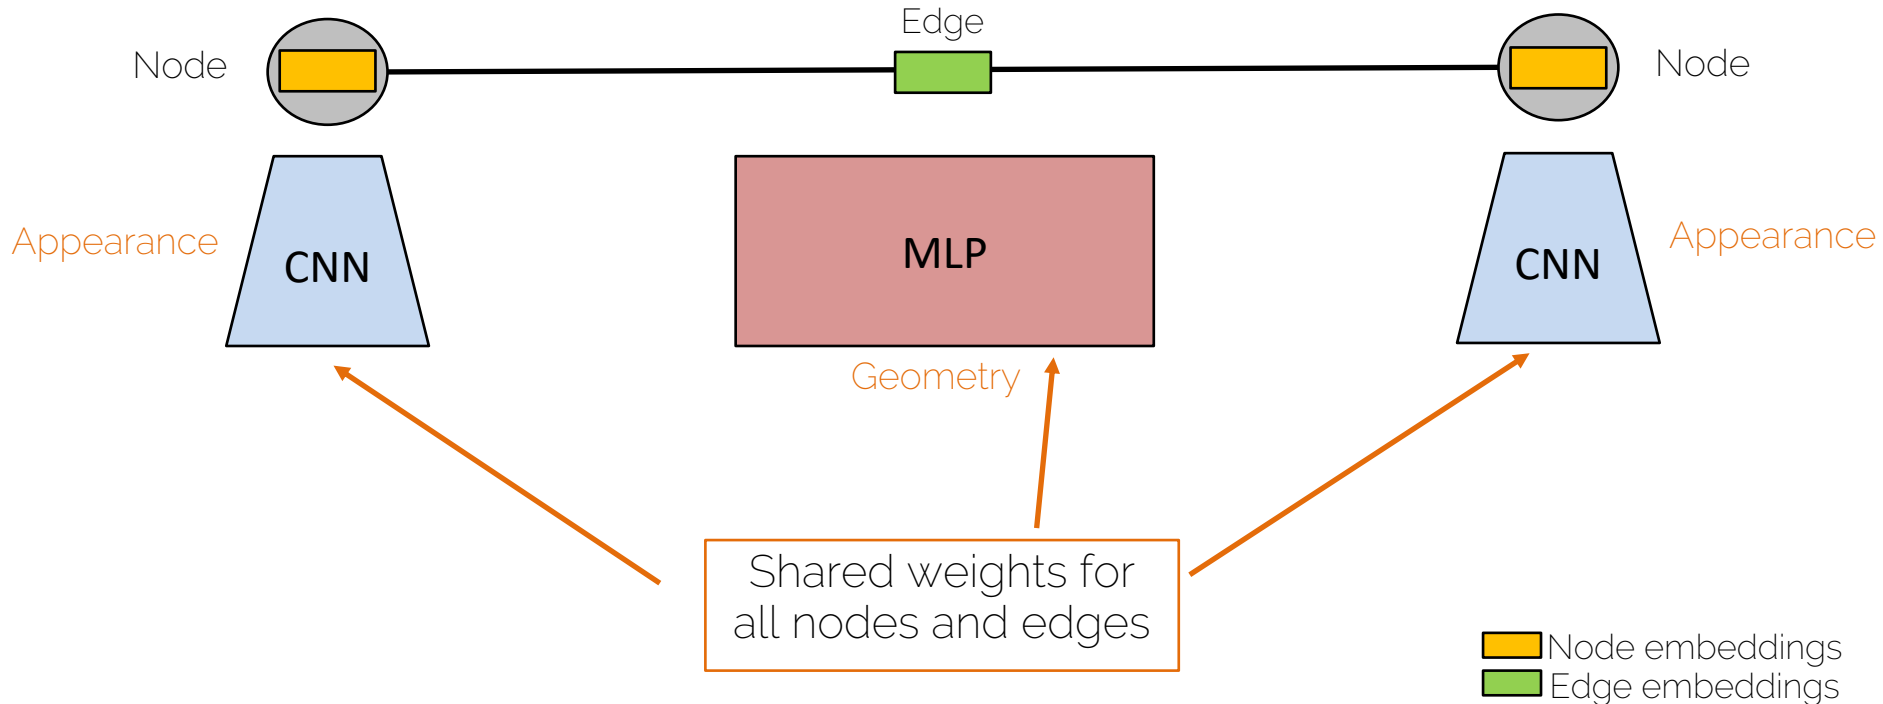 Edge
Node
Node
Appearance
CNN
MLP
CNN
Appearance
Geometry
Shared weights for
all nodes and edges
Node embeddings
Edge embeddings